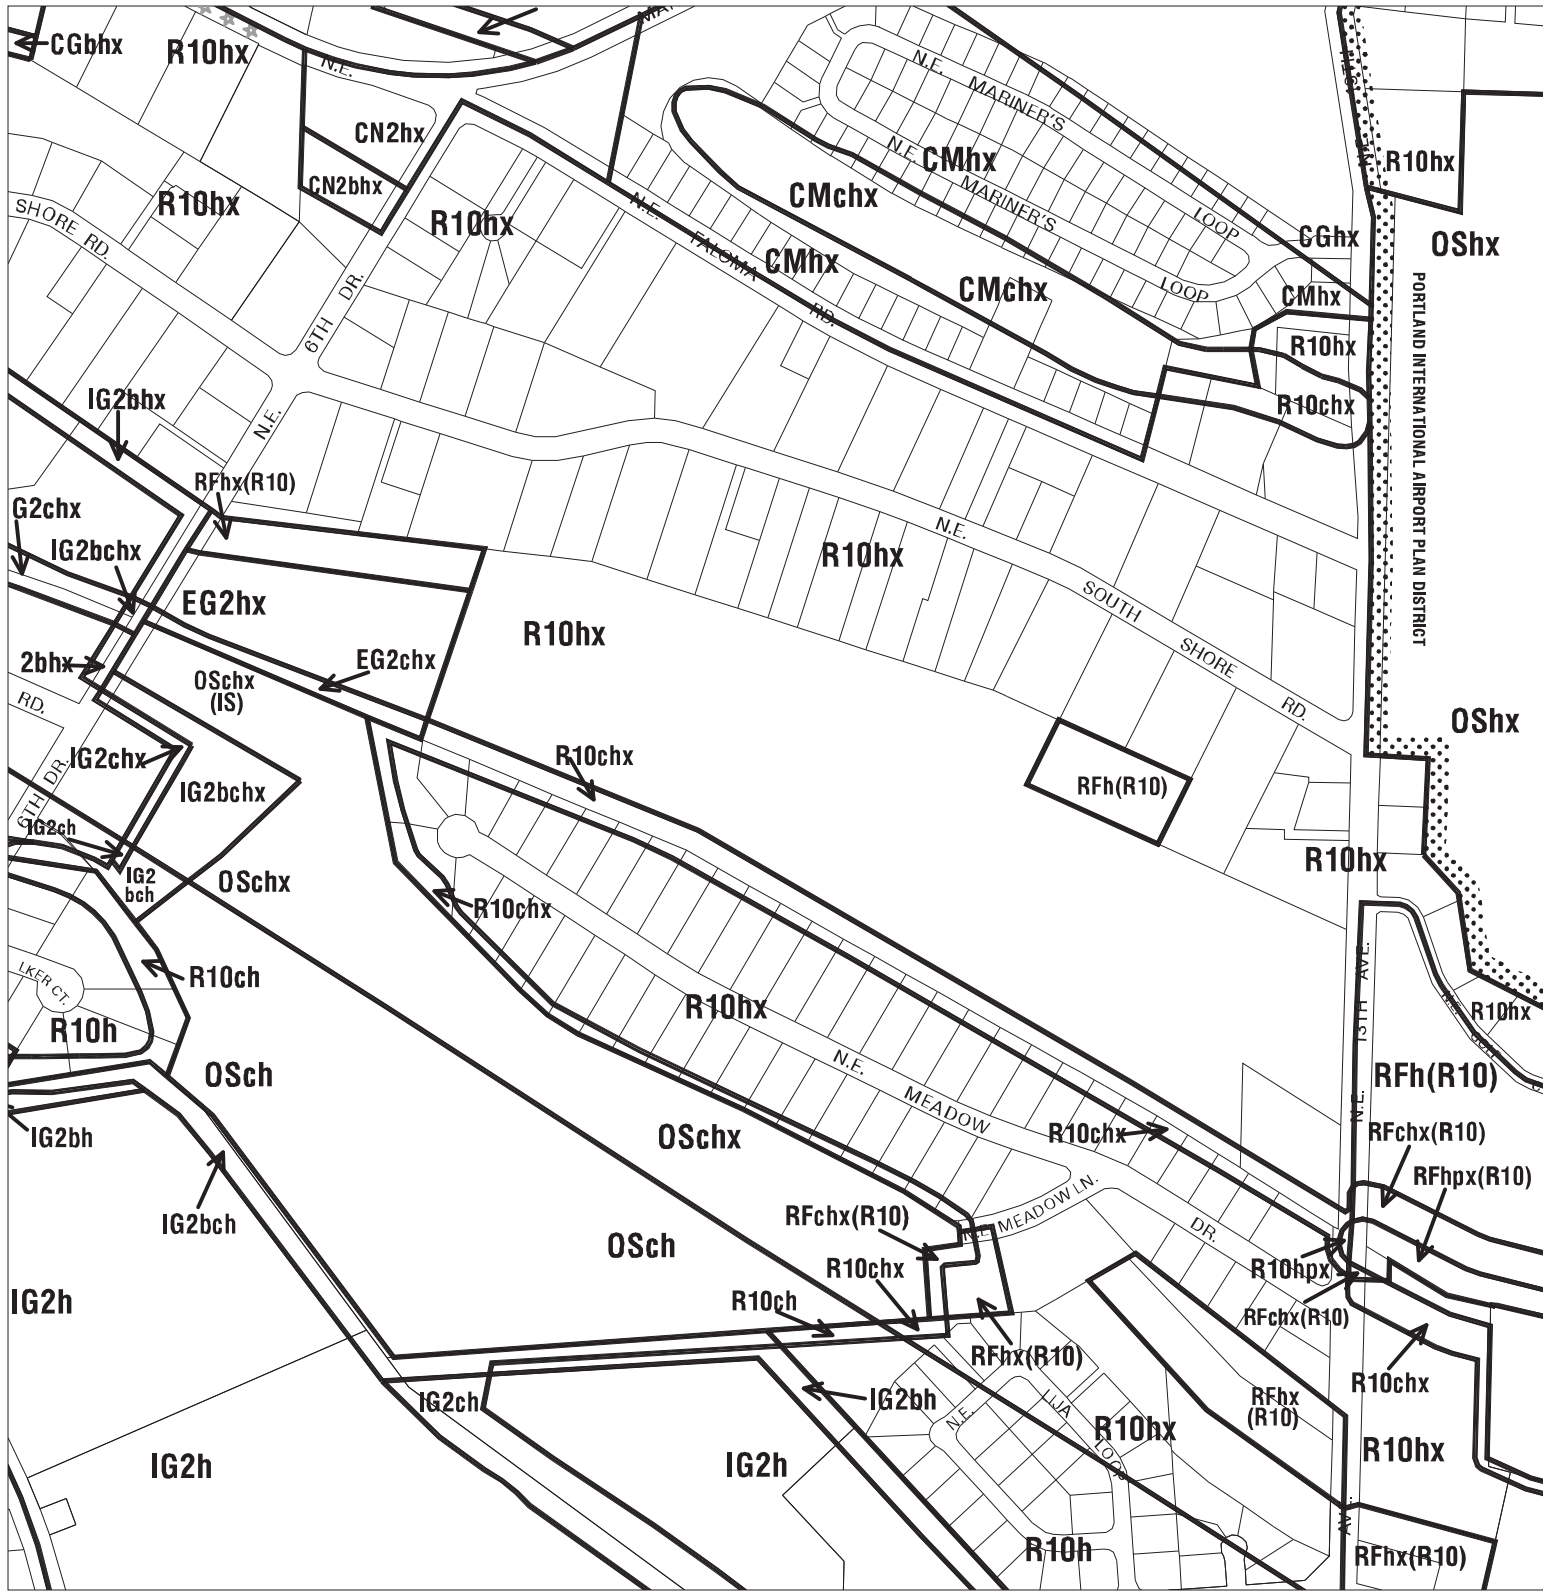 CGbhx
R10hx
N.E.
CN2hx
CN2bhx
R10hx
R10hx
SHORE RD.
6TH DR.
N.E.
N.E. FALOMA RD.
N.E. MARINER'S LOOP
N.E. MARINER'S LOOP
CMhx
CMchx
CMhx
CMchx
CGhx
CMhx
R10hx
R10chx
R10hx
OShx
PORTLAND INTERNATIONAL AIRPORT PLAN DISTRICT
IG2bhx
RFhx(R10)
G2chx
IG2bchx
EG2hx
R10hx
R10hx
N.E. SOUTH SHORE RD.
2bhx
EG2chx
OSchx
(IS)
RD.
OShx
IG2chx
R10chx
RFh(R10)
IG2bchx
6TH DR.
IG2ch
IG2
bch
OSchx
R10hx
R10chx
R10ch
LKER CT.
R10h
R10hx
N.E. 13TH AVE.
R10hx
OSch
N.E. MEADOW DR.
RFh(R10)
IG2bh
OSchx
R10chx
RFchx(R10)
RFhpx(R10)
N.E. MEADOW LN.
IG2bch
RFchx(R10)
OSch
R10chx
R10hpx
IG2h
R10ch
RFchx(R10)
RFhx(R10)
R10chx
IG2ch
IG2bh
RFhx
(R10)
N.E. LIJA LOOP
R10hx
R10hx
IG2h
IG2h
AVE.
R10h
RFhx(R10)